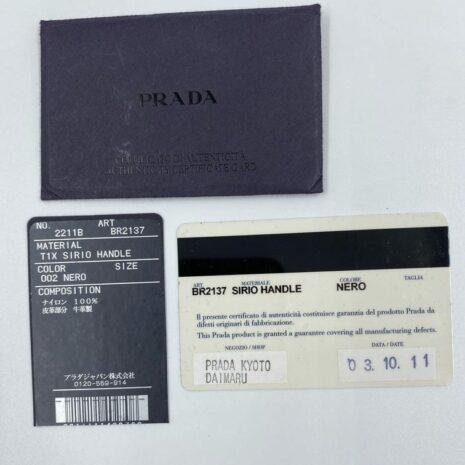 PRADA
CERTIFICATO DI AUTENTICITÀ
AUTHENTICITY CERTIFICATE CARD
NO. ART
2211B BR2137
MATERIAL
T1X SIRIO HANDLE
COLOR SIZE
002 NERO
COMPOSITION
ナイロン 100%
皮革部分 牛革製
プラダジャパン株式会社
0120-559-914
ART MATERIALE COLORE TAGLIA
BR2137 SIRIO HANDLE NERO
Il presente certificato di autenticità costituisce garanzia del prodotto Prada da
difetti originari di fabbricazione.
This Prada product is granted a guarantee covering all manufacturing defects.
NEGOZIO / SHOP DATA / DATE
PRADA KYOTO
DAIMARU
03.10.11